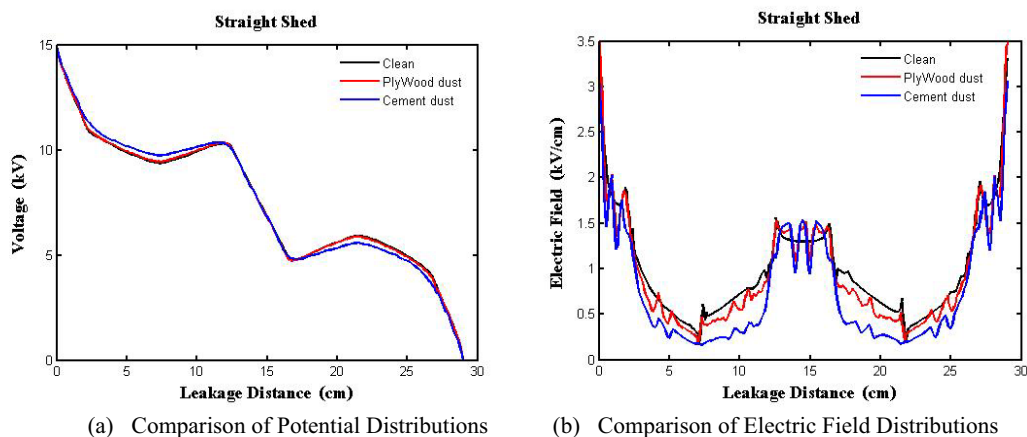 Straight Shed
15
10
5
0
Voltage (kV)
Clean
PlyWood dust
Cement dust
0 5 10 15 20 25 30
Leakage Distance (cm)
(a) Comparison of Potential Distributions
Straight Shed
3.5
3
2.5
2
1.5
1
0.5
0
Electric Field (kV/cm)
Clean
PlyWood dust
Cement dust
0 5 10 15 20 25 30
Leakage Distance (cm)
(b) Comparison of Electric Field Distributions